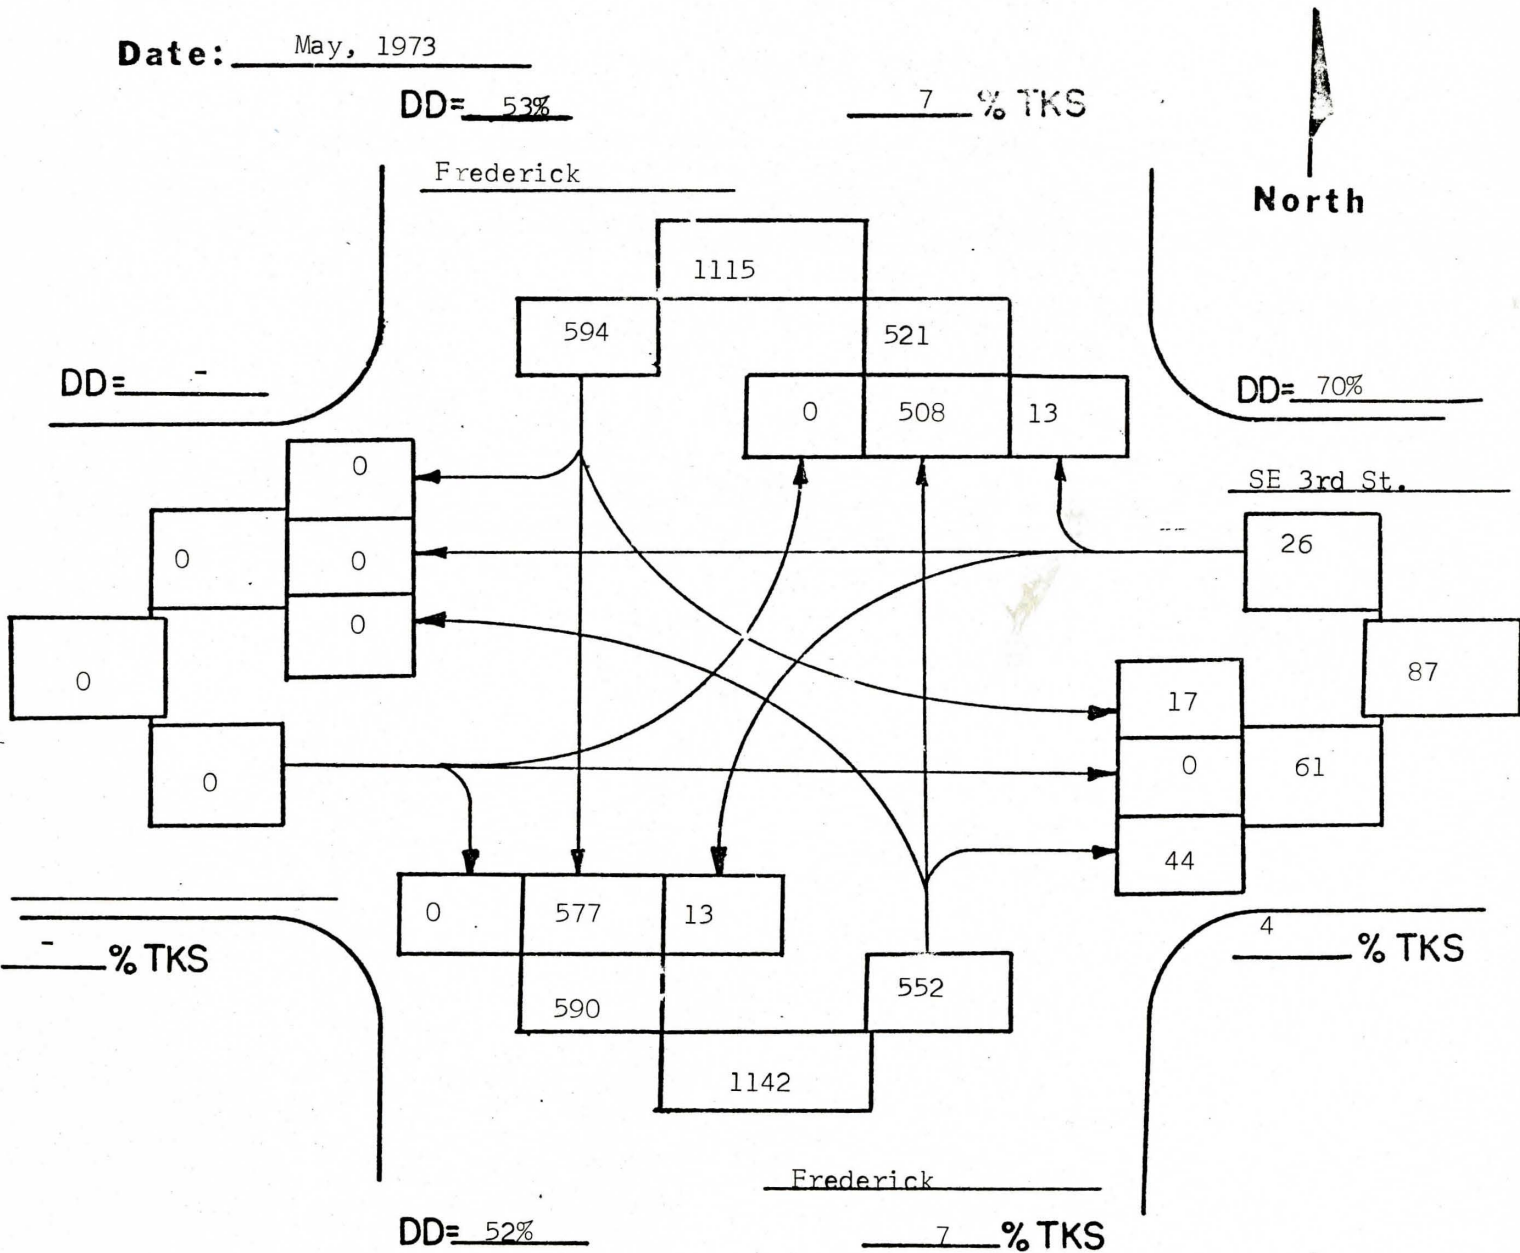 Date: May, 1973
DD= 53%
7 % TKS
Frederick
North
1115
594
521
DD= -
DD= 70%
0
508
13
0
SE 3rd St.
0
0
26
0
0
87
17
0
0
61
44
0
577
13
- % TKS
4 % TKS
590
552
1142
Frederick
DD= 52%
7 % TKS